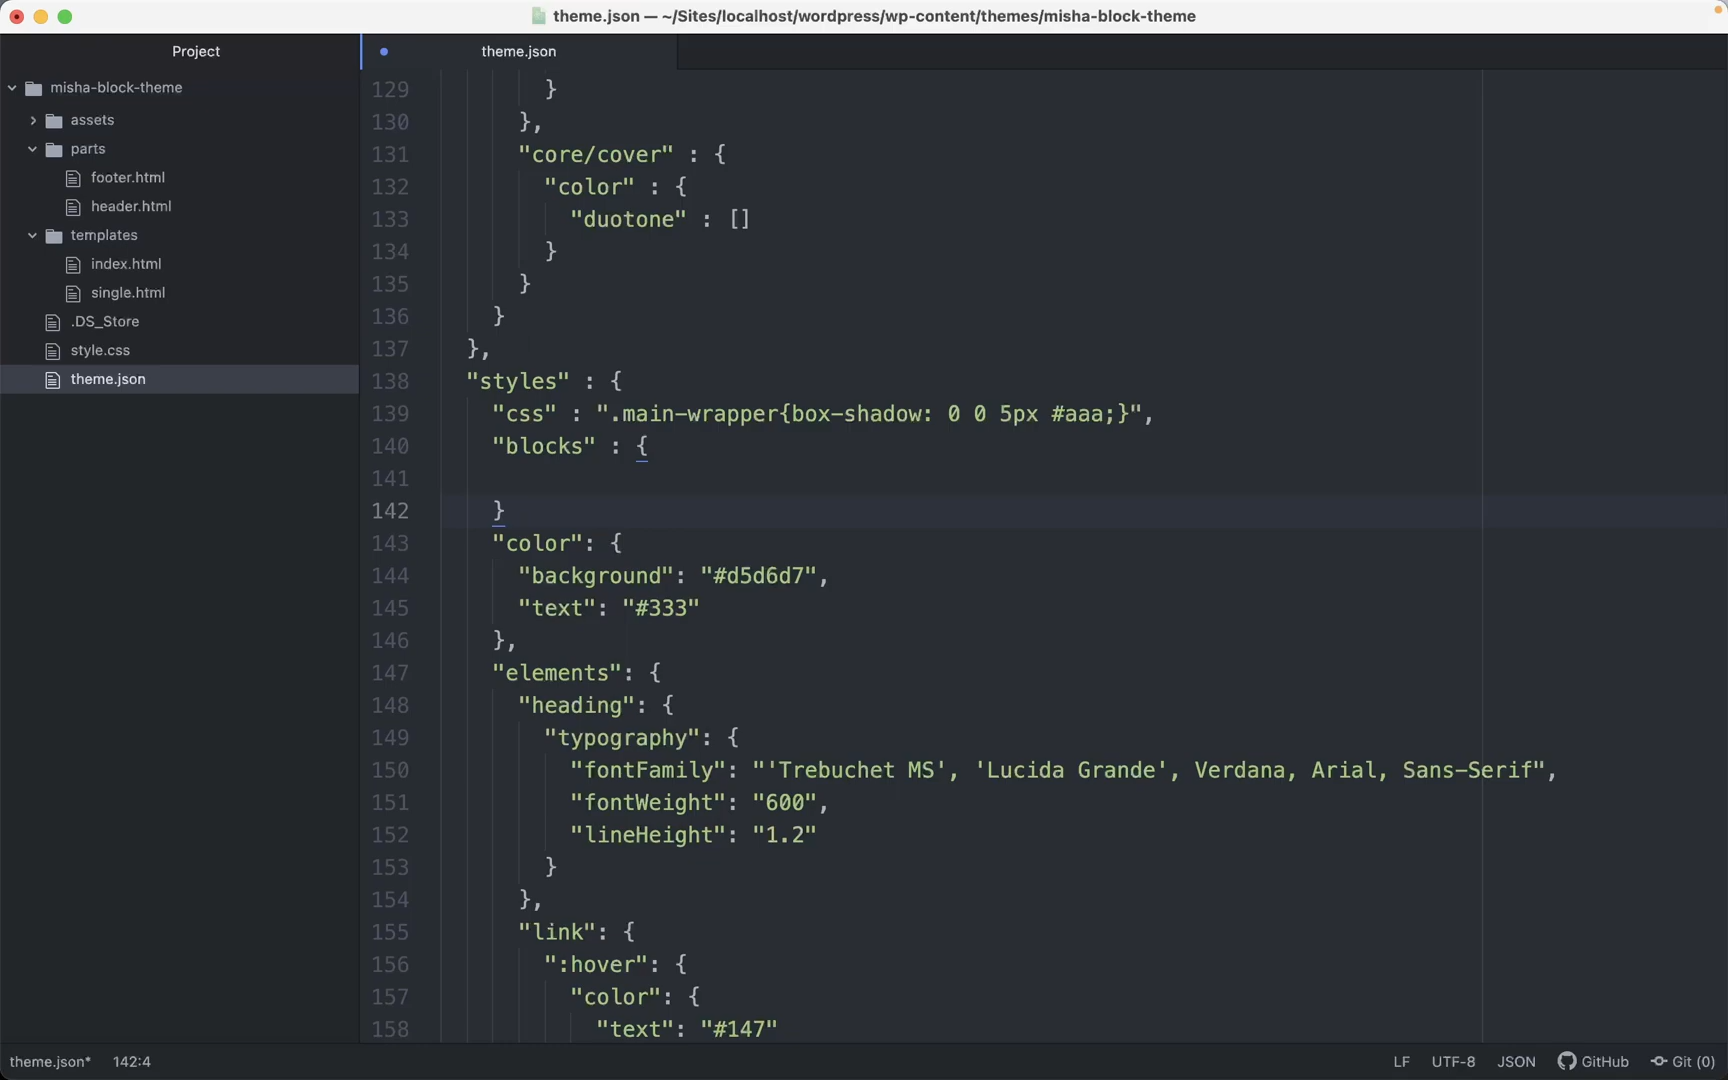 theme.json — ~/Sites/localhost/wordpress/wp-content/themes/misha-block-theme
Project
misha-block-theme
assets
parts
footer.html
header.html
templates
index.html
single.html
.DS_Store
style.css
theme.json
theme.json
129 }
130 },
131 "core/cover" : {
132 "color" : {
133 "duotone" : []
134 }
135 }
136 }
137 },
138 "styles" : {
139 "css" : ".main-wrapper{box-shadow: 0 0 5px #aaa;}",
140 "blocks" : {
141
142 }
143 "color": {
144 "background": "#d5d6d7",
145 "text": "#333"
146 },
147 "elements": {
148 "heading": {
149 "typography": {
150 "fontFamily": "'Trebuchet MS', 'Lucida Grande', Verdana, Arial, Sans-Serif",
151 "fontWeight": "600",
152 "lineHeight": "1.2"
153 }
154 },
155 "link": {
156 ":hover": {
157 "color": {
158 "text": "#147"
theme.json* 142:4 LF UTF-8 JSON GitHub Git (0)